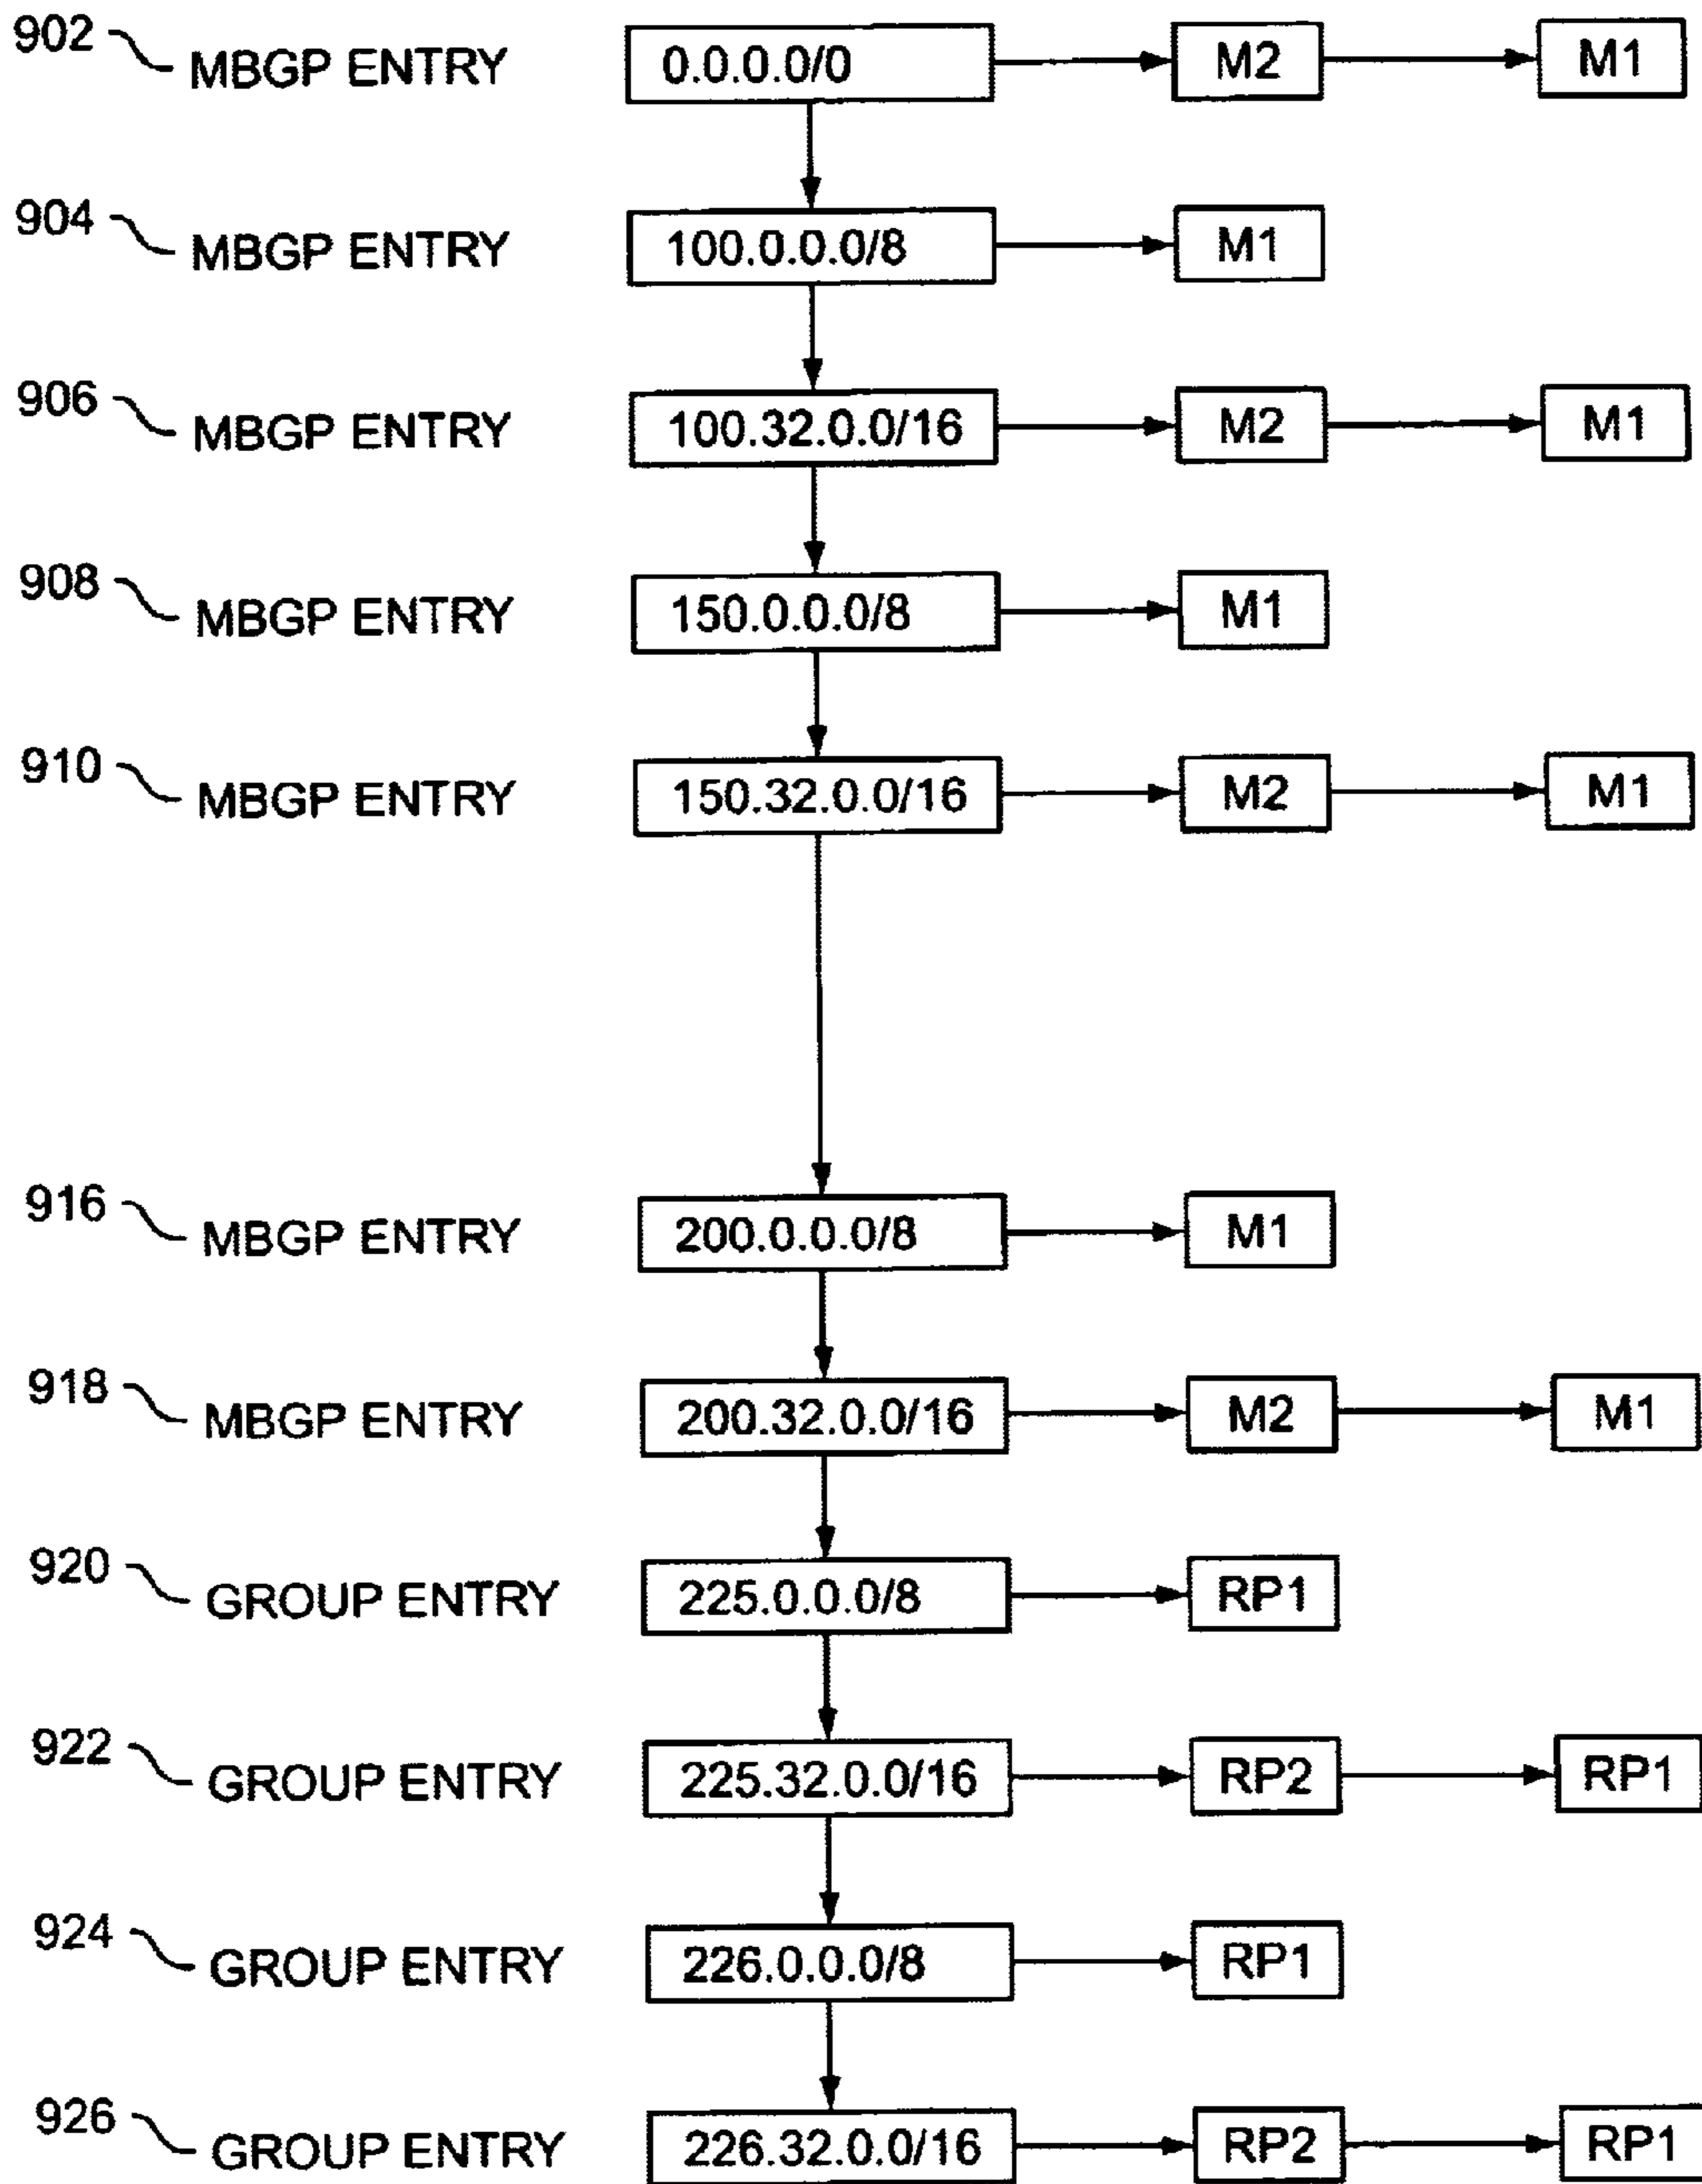 902 MBGP ENTRY 0.0.0.0/0 M2 M1
904 MBGP ENTRY 100.0.0.0/8 M1
906 MBGP ENTRY 100.32.0.0/16 M2 M1
908 MBGP ENTRY 150.0.0.0/8 M1
910 MBGP ENTRY 150.32.0.0/16 M2 M1
916 MBGP ENTRY 200.0.0.0/8 M1
918 MBGP ENTRY 200.32.0.0/16 M2 M1
920 GROUP ENTRY 225.0.0.0/8 RP1
922 GROUP ENTRY 225.32.0.0/16 RP2 RP1
924 GROUP ENTRY 226.0.0.0/8 RP1
926 GROUP ENTRY 226.32.0.0/16 RP2 RP1